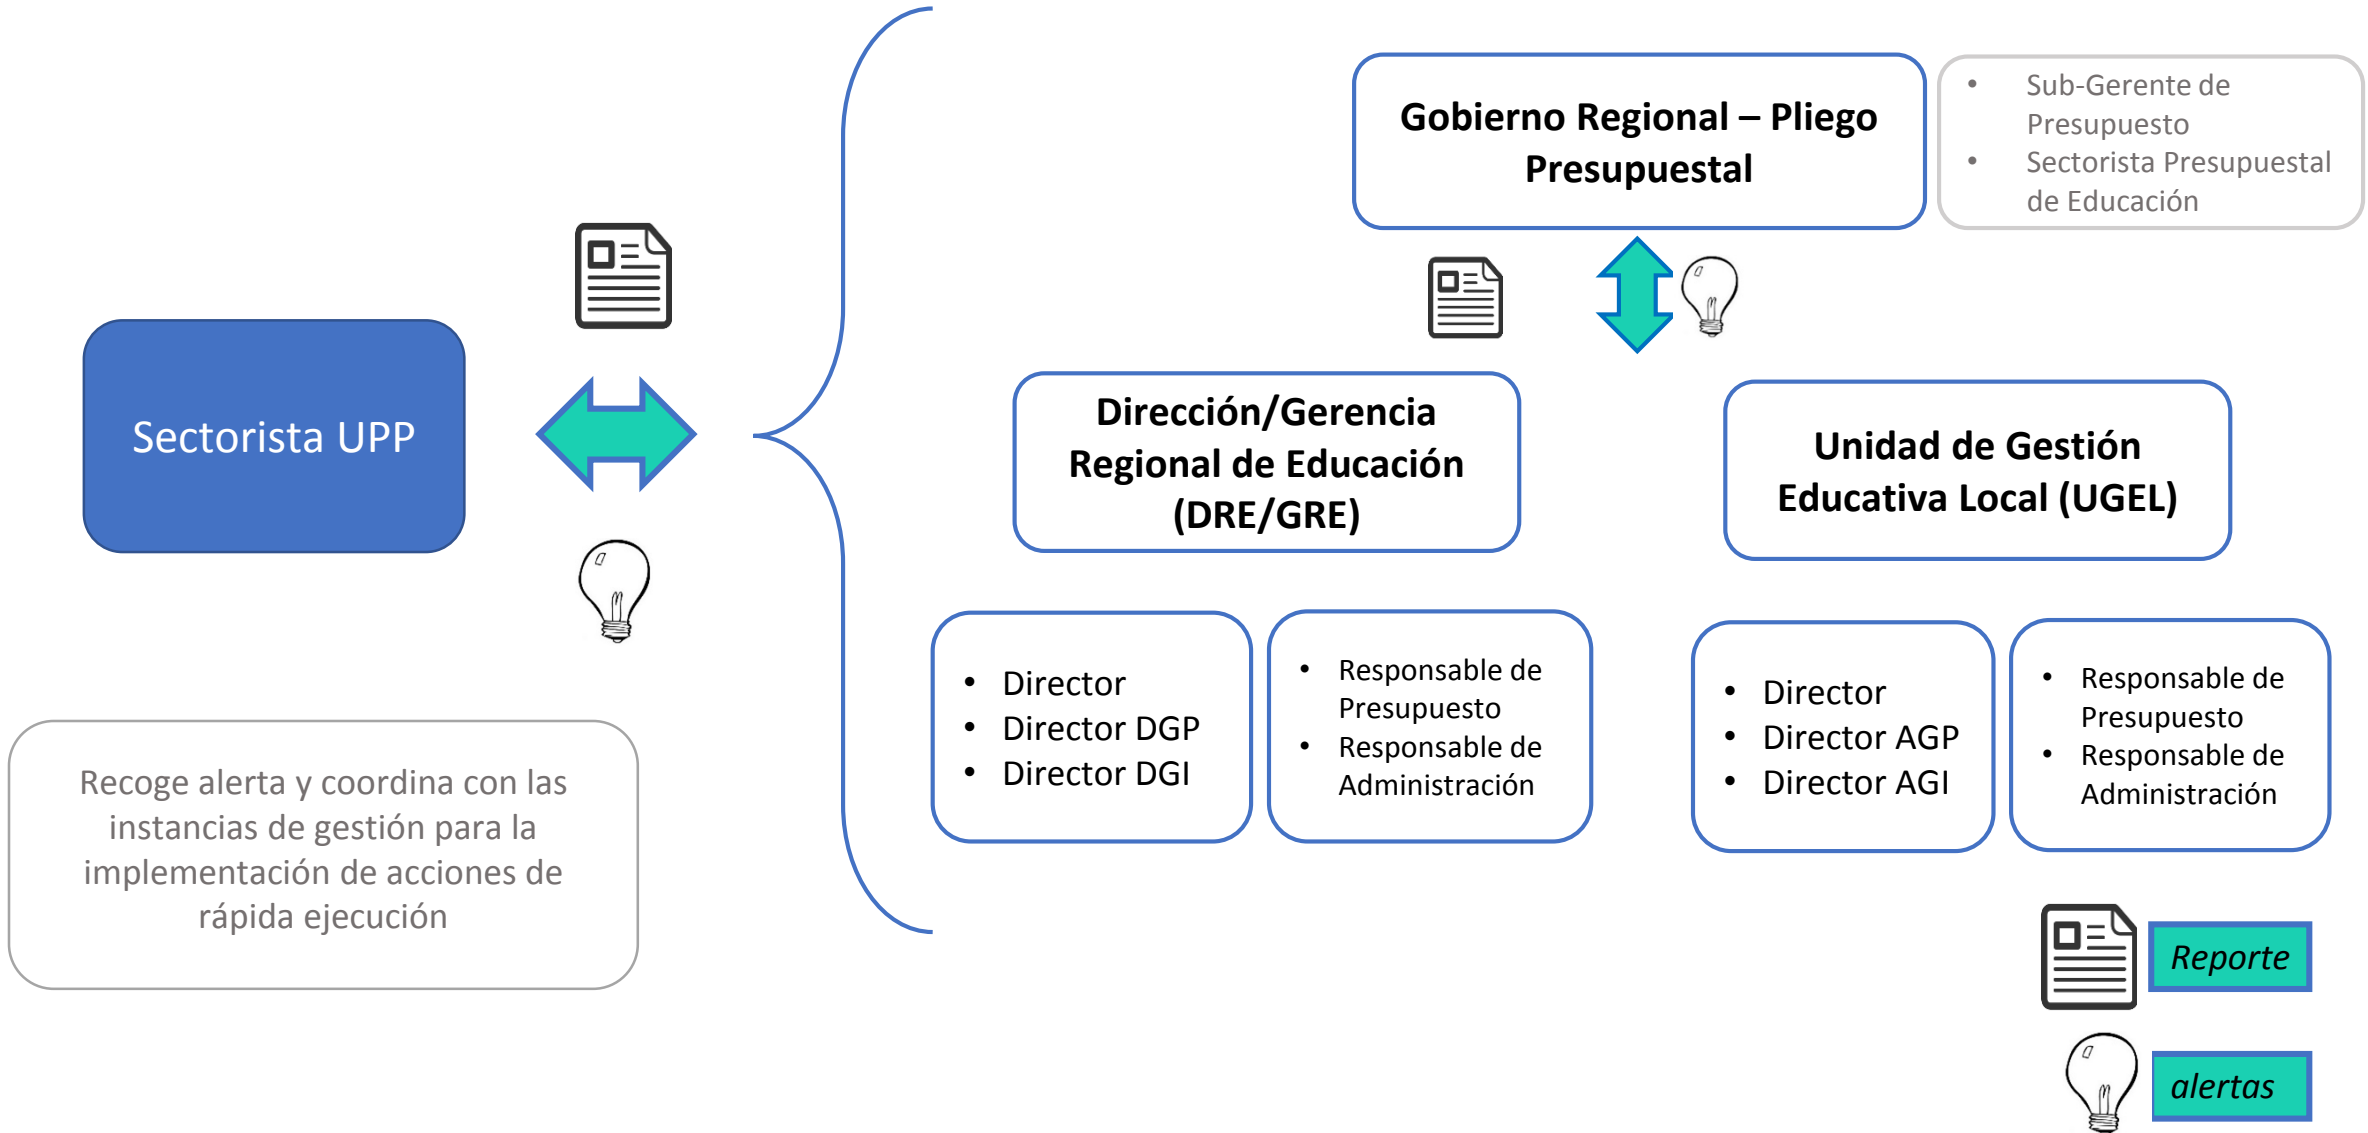 Gobierno Regional – Pliego
Presupuestal
• Sub-Gerente de
Presupuesto
• Sectorista Presupuestal
de Educación
Sectorista UPP
Dirección/Gerencia
Regional de Educación
(DRE/GRE)
Unidad de Gestión
Educativa Local (UGEL)
• Director
• Director DGP
• Director DGI
• Responsable de
Presupuesto
• Responsable de
Administración
• Director
• Director AGP
• Director AGI
• Responsable de
Presupuesto
• Responsable de
Administración
Recoge alerta y coordina con las
instancias de gestión para la
implementación de acciones de
rápida ejecución
Reporte
alertas